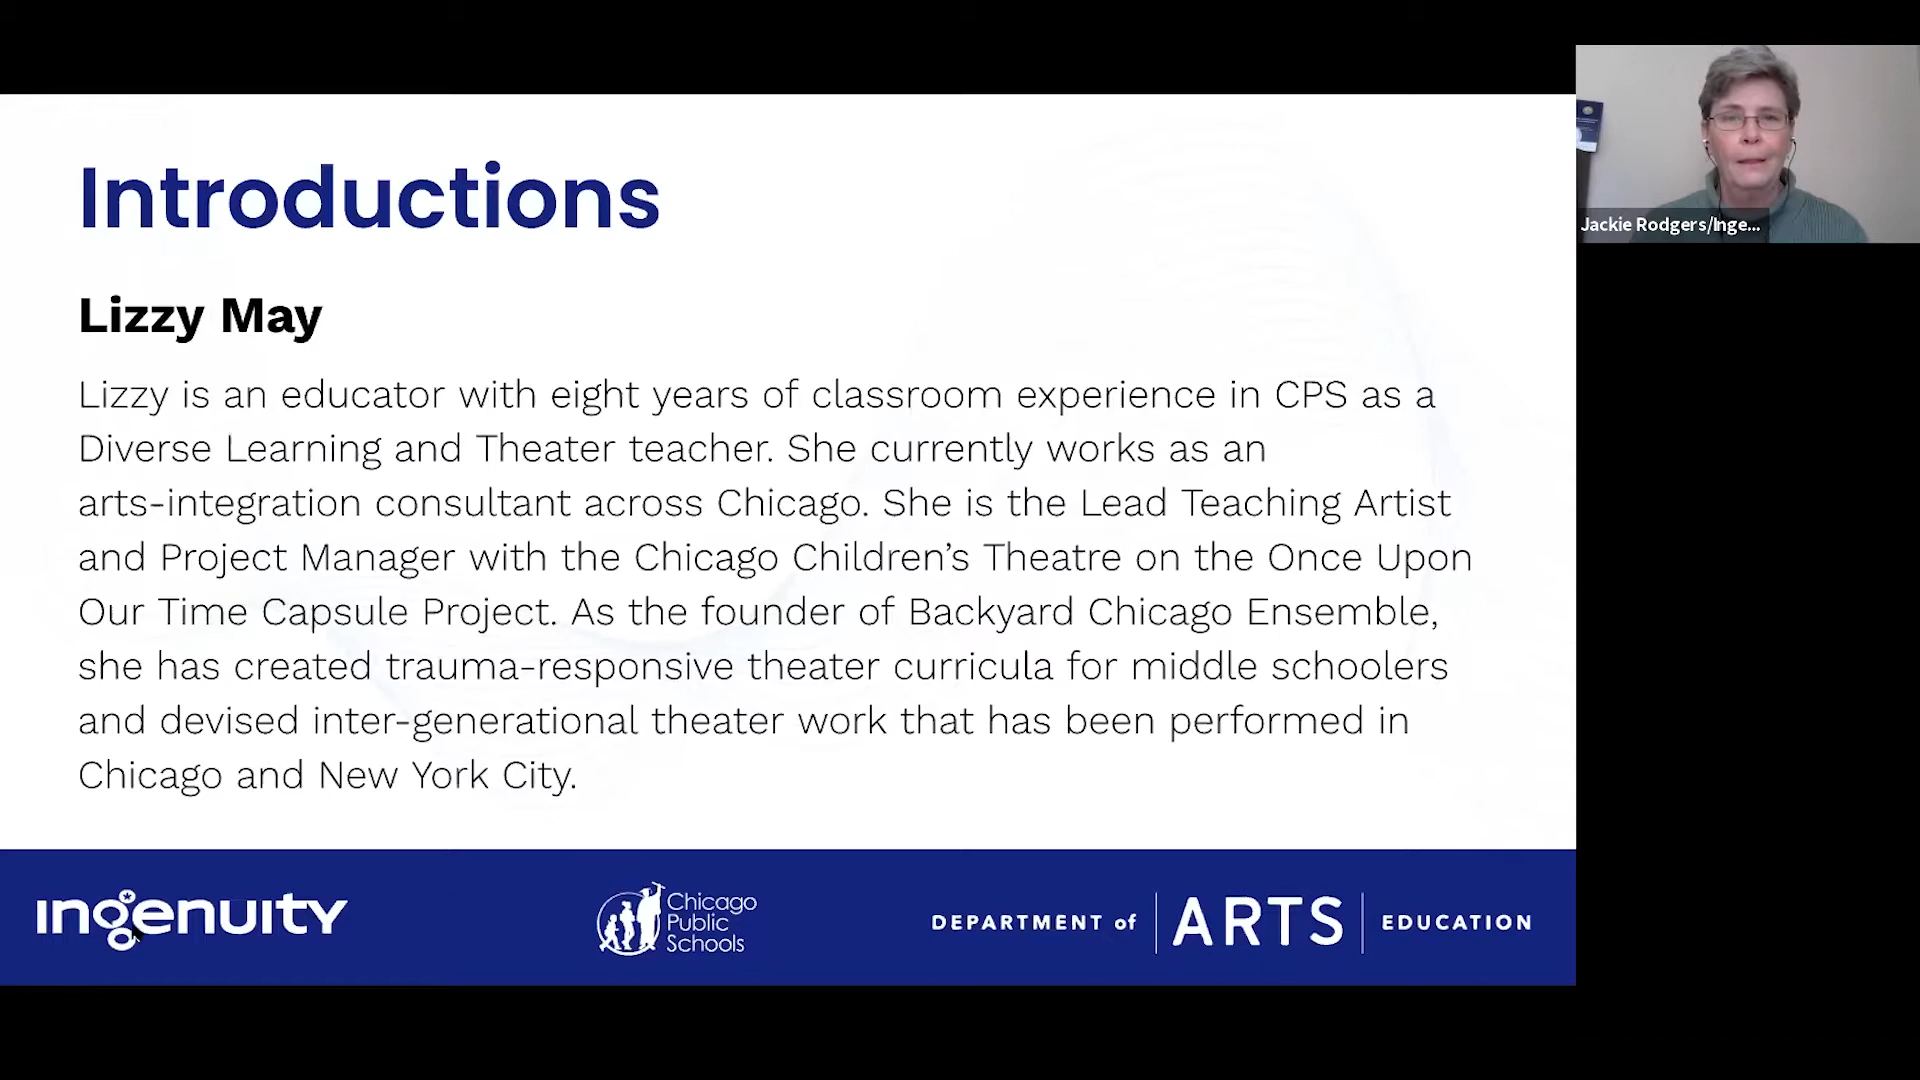 Introductions
Lizzy May
Lizzy is an educator with eight years of classroom experience in CPS as a
Diverse Learning and Theater teacher. She currently works as an
arts-integration consultant across Chicago. She is the Lead Teaching Artist
and Project Manager with the Chicago Children’s Theatre on the Once Upon
Our Time Capsule Project. As the founder of Backyard Chicago Ensemble,
she has created trauma-responsive theater curricula for middle schoolers
and devised inter-generational theater work that has been performed in
Chicago and New York City.
Jackie Rodgers/Inge...
ingenuity
Chicago
Public
Schools
DEPARTMENT of ARTS EDUCATION